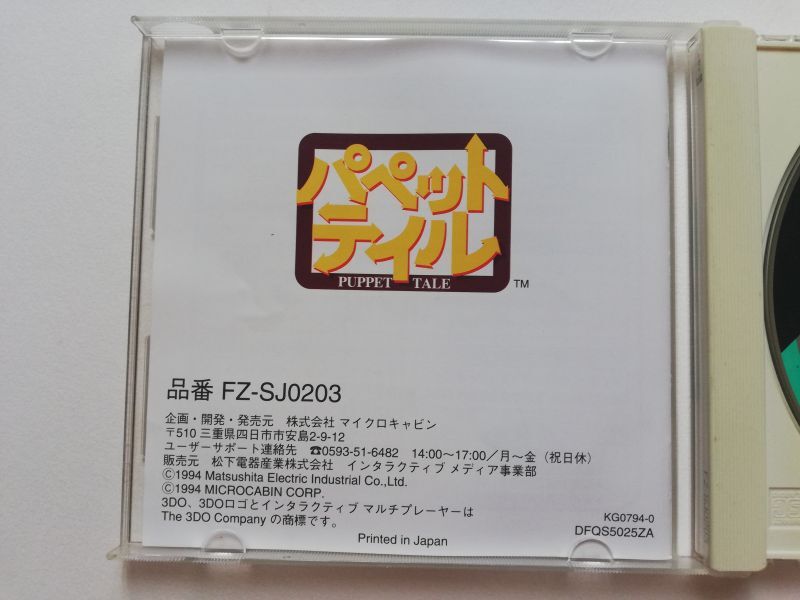 パペット
テイル
PUPPET TALE
TM
品番 FZ-SJ0203
企画・開発・発売元 株式会社 マイクロキャビン
〒510 三重県四日市市安島2-9-12
ユーザーサポート連絡先 ☎0593-51-6482 14:00〜17:00／月〜金（祝日休）
販売元 松下電器産業株式会社 インタラクティブ メディア事業部
©1994 Matsushita Electric Industrial Co.,Ltd.
©1994 MICROCABIN CORP.
3DO、3DOロゴとインタラクティブ マルチプレーヤーは
The 3DO Company の商標です。
KG0794-0
DFQS5025ZA
Printed in Japan